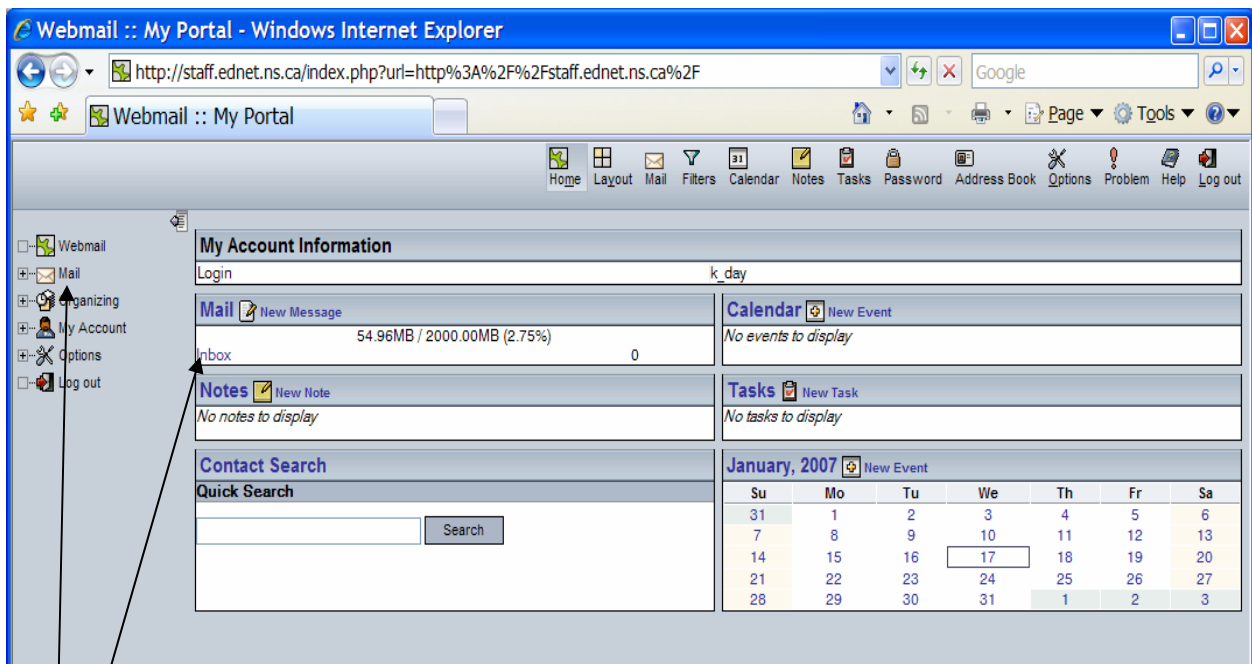 Webmail :: My Portal - Windows Internet Explorer
http://staff.ednet.ns.ca/index.php?url=http%3A%2F%2Fstaff.ednet.ns.ca%2F
Google
Webmail :: My Portal
Page Tools
Home Layout Mail Filters Calendar Notes Tasks Password Address Book Options Problem Help Log out
Webmail
Mail
Organizing
My Account
Options
Log out
My Account Information
Login k_day
Mail New Message
54.96MB / 2000.00MB (2.75%)
Inbox 0
Calendar New Event
No events to display
Notes New Note
No notes to display
Tasks New Task
No tasks to display
Contact Search
Quick Search
Search
January, 2007 New Event
Su Mo Tu We Th Fr Sa
31 1 2 3 4 5 6
7 8 9 10 11 12 13
14 15 16 17 18 19 20
21 22 23 24 25 26 27
28 29 30 31 1 2 3